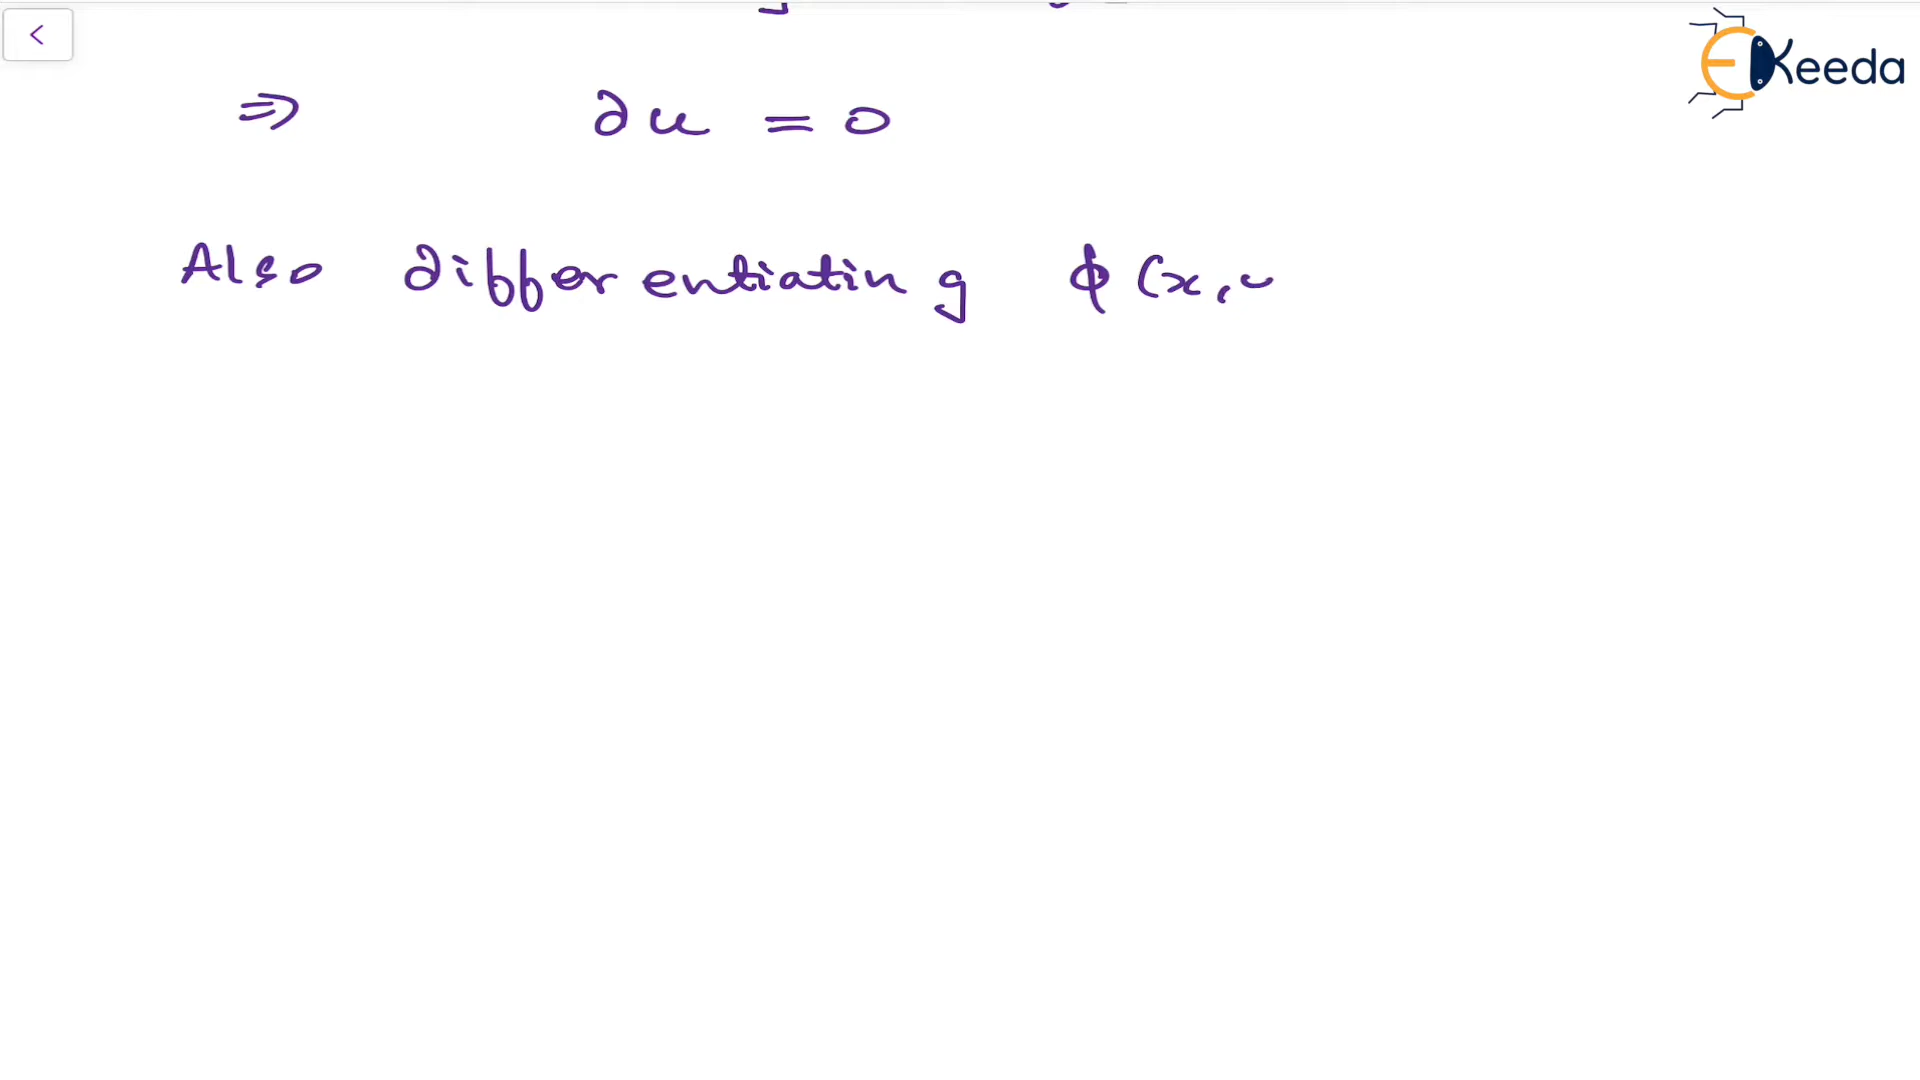 EKeeda
⇒ ∂u = 0
Also differentiating ϕ(x,